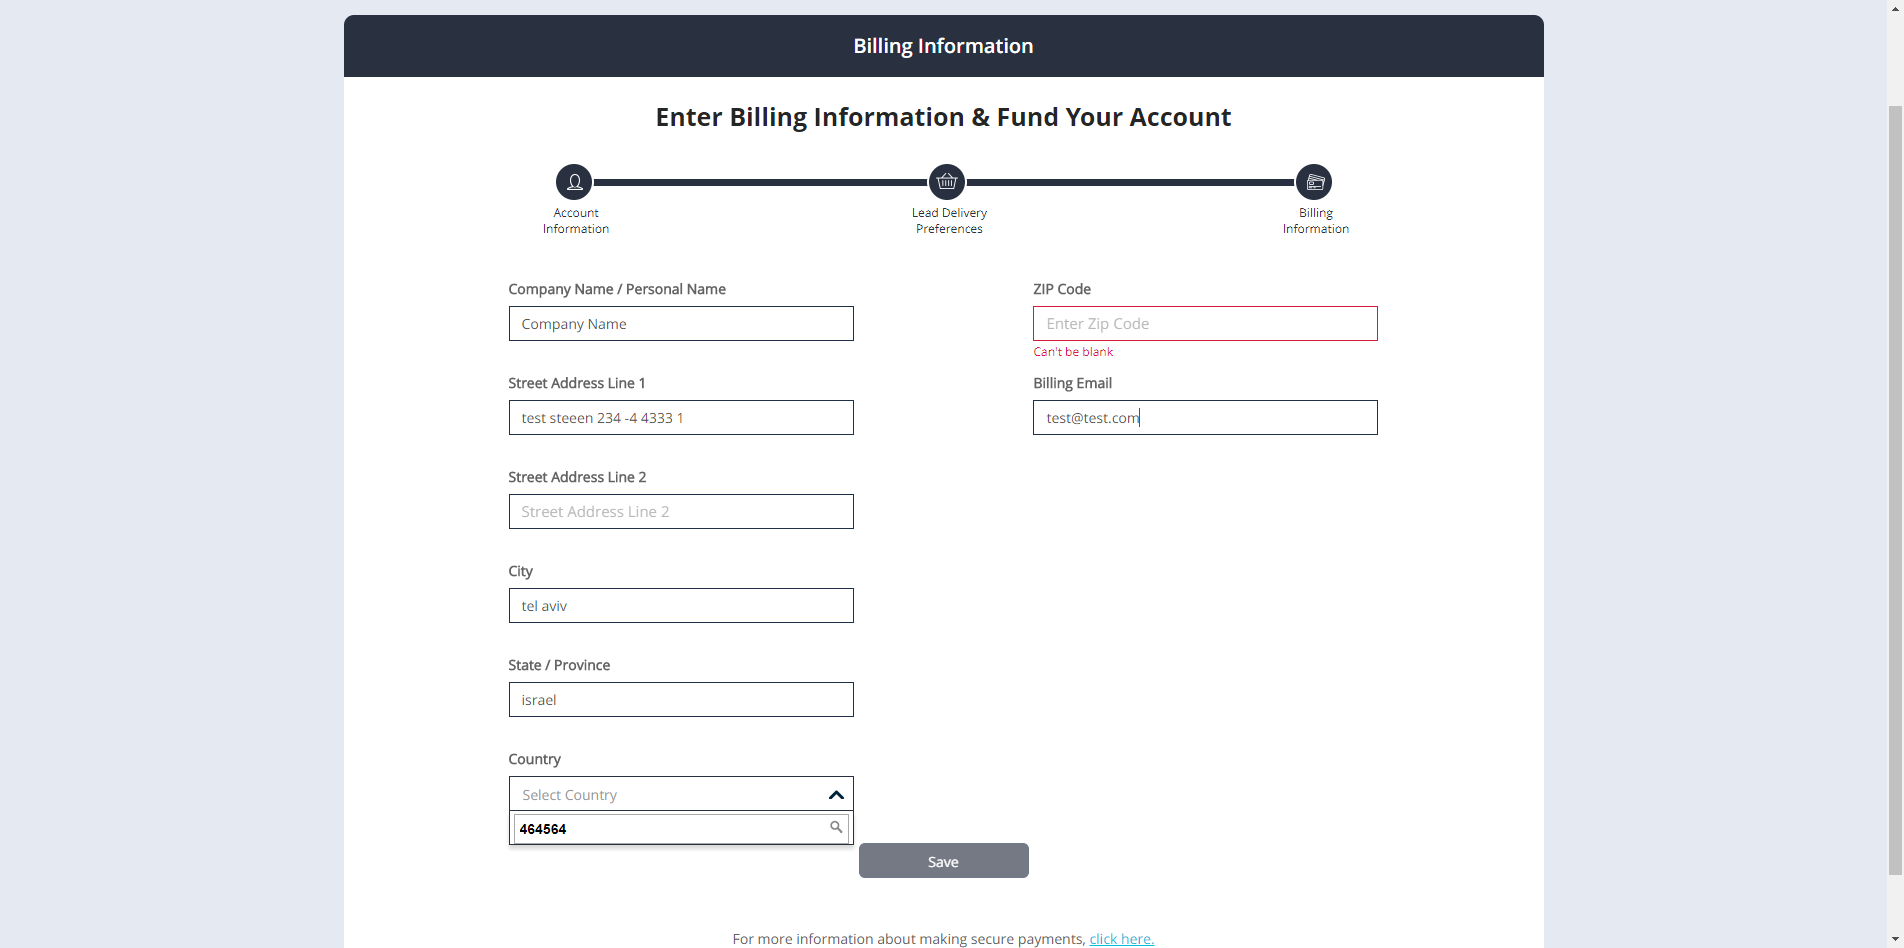 Billing Information
Enter Billing Information & Fund Your Account
Account
Information
Lead Delivery
Preferences
Billing
Information
Company Name / Personal Name
Company Name
Street Address Line 1
test steeen 234 -4 4333 1
Street Address Line 2
Street Address Line 2
City
tel aviv
State / Province
israel
Country
Select Country
464564
ZIP Code
Enter Zip Code
Can't be blank
Billing Email
test@test.com
Save
For more information about making secure payments, click here.